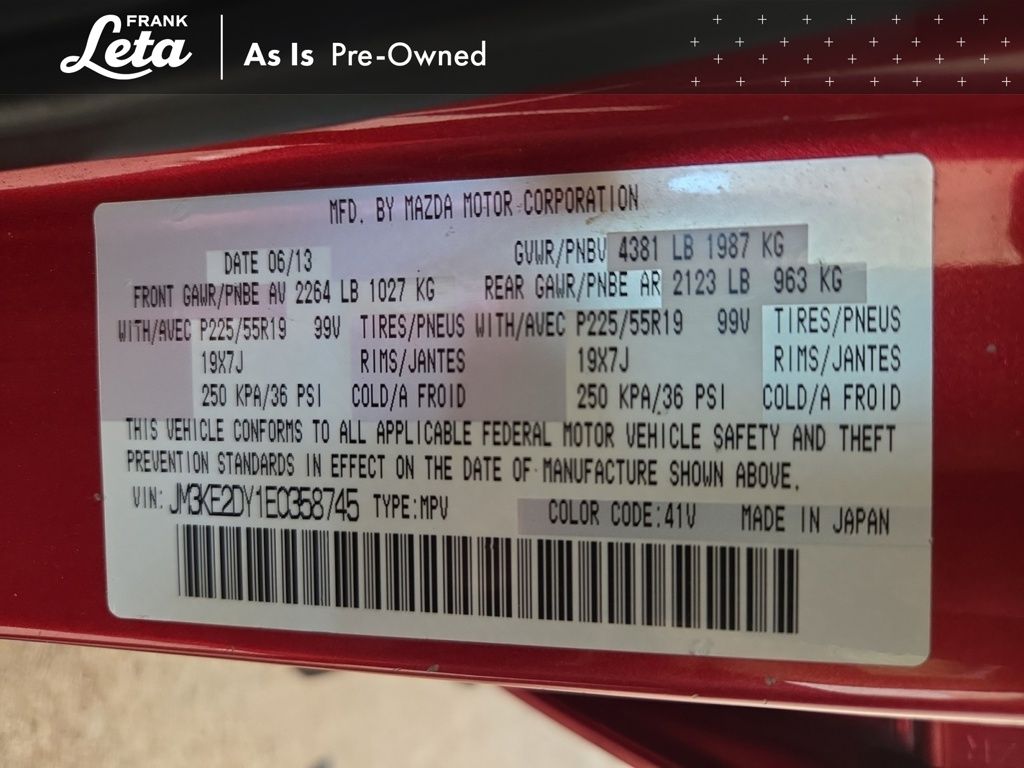 FRANK
Leta
As Is Pre-Owned
MFD. BY MAZDA MOTOR CORPORATION
DATE 06/13 GVWR/PNBV 4381 LB 1987 KG
FRONT GAWR/PNBE AV 2264 LB 1027 KG REAR GAWR/PNBE AR 2123 LB 963 KG
WITH/AVEC P225/55R19 99V TIRES/PNEUS WITH/AVEC P225/55R19 99V TIRES/PNEUS
19X7J RIMS/JANTES 19X7J RIMS/JANTES
250 KPA/36 PSI COLD/A FROID 250 KPA/36 PSI COLD/A FROID
THIS VEHICLE CONFORMS TO ALL APPLICABLE FEDERAL MOTOR VEHICLE SAFETY AND THEFT
PREVENTION STANDARDS IN EFFECT ON THE DATE OF MANUFACTURE SHOWN ABOVE.
VIN: JM3KE2DY1E0358745 TYPE:MPV COLOR CODE:41V MADE IN JAPAN